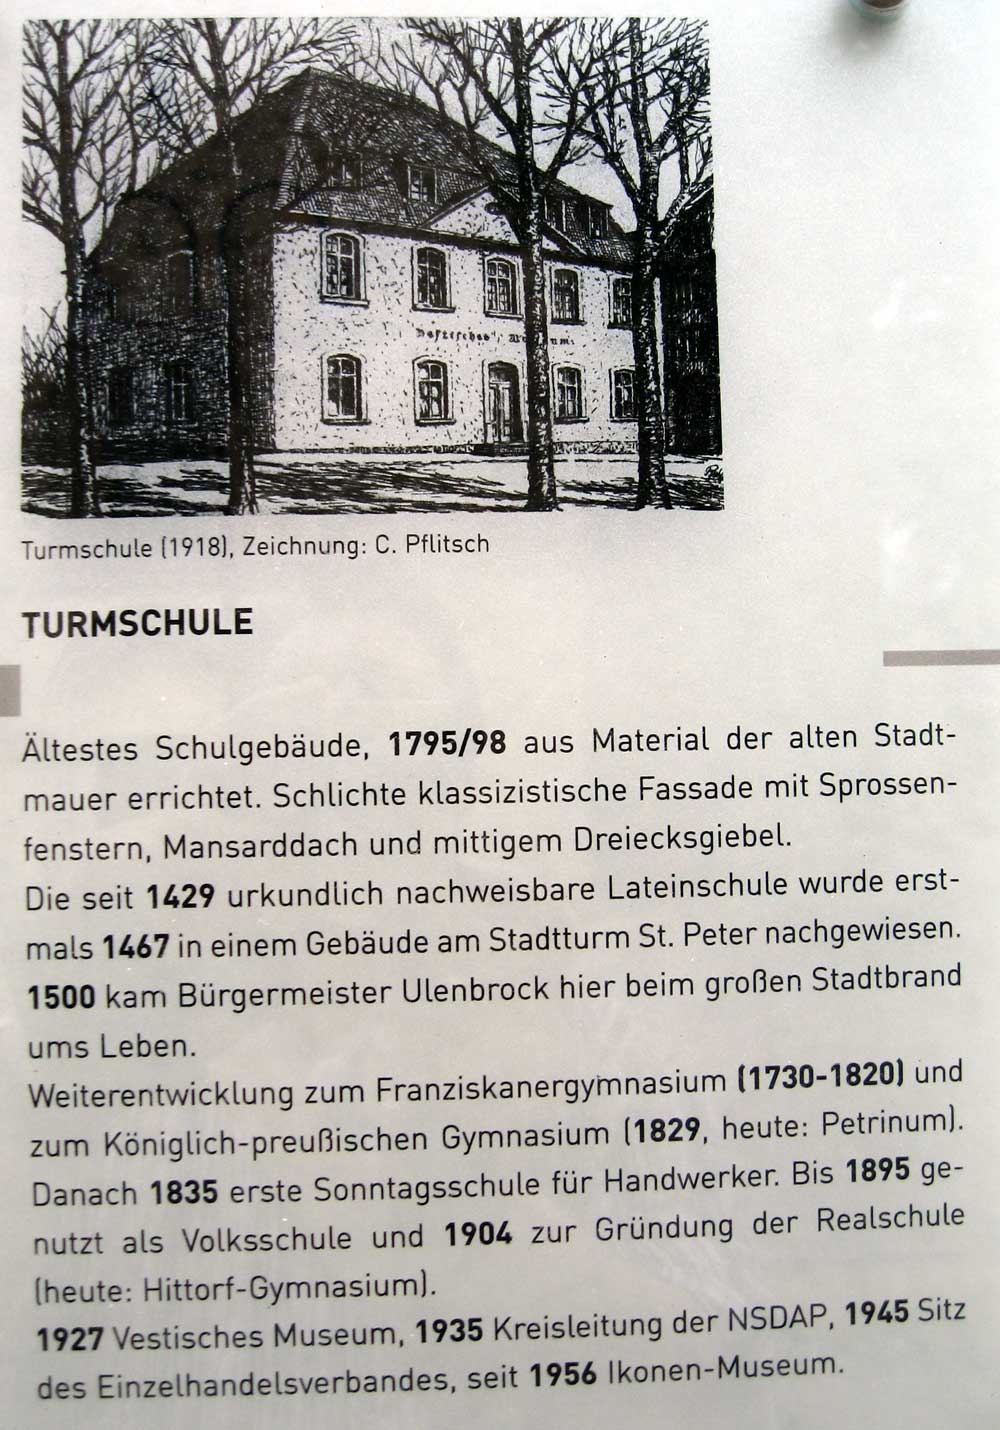 Vestisches Museum.
Turmschule (1918), Zeichnung: C. Pflitsch
TURMSCHULE
Ältestes Schulgebäude, 1795/98 aus Material der alten Stadt-
mauer errichtet. Schlichte klassizistische Fassade mit Sprossen-
fenstern, Mansarddach und mittigem Dreiecksgiebel.
Die seit 1429 urkundlich nachweisbare Lateinschule wurde erst-
mals 1467 in einem Gebäude am Stadtturm St. Peter nachgewiesen.
1500 kam Bürgermeister Ulenbrock hier beim großen Stadtbrand
ums Leben.
Weiterentwicklung zum Franziskanergymnasium (1730-1820) und
zum Königlich-preußischen Gymnasium (1829, heute: Petrinum).
Danach 1835 erste Sonntagsschule für Handwerker. Bis 1895 ge-
nutzt als Volksschule und 1904 zur Gründung der Realschule
(heute: Hittorf-Gymnasium).
1927 Vestisches Museum, 1935 Kreisleitung der NSDAP, 1945 Sitz
des Einzelhandelsverbandes, seit 1956 Ikonen-Museum.